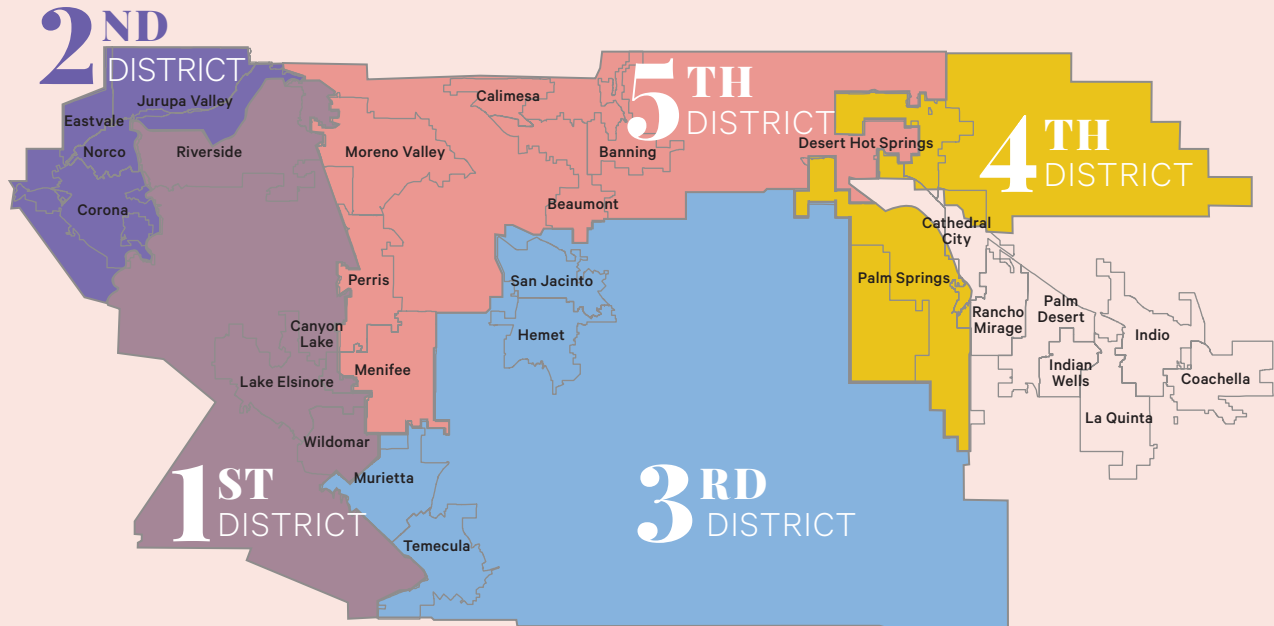 2ND
DISTRICT
Jurupa Valley
Eastvale
Norco
Corona
Riverside
1ST
DISTRICT
Canyon
Lake
Lake Elsinore
Wildomar
5TH
DISTRICT
Calimesa
Moreno Valley
Banning
Beaumont
Desert Hot Springs
Perris
Menifee
3RD
DISTRICT
San Jacinto
Hemet
Murietta
Temecula
4TH
DISTRICT
Cathedral
City
Palm Springs
Rancho
Mirage
Palm
Desert
Indio
Indian
Wells
Coachella
La Quinta